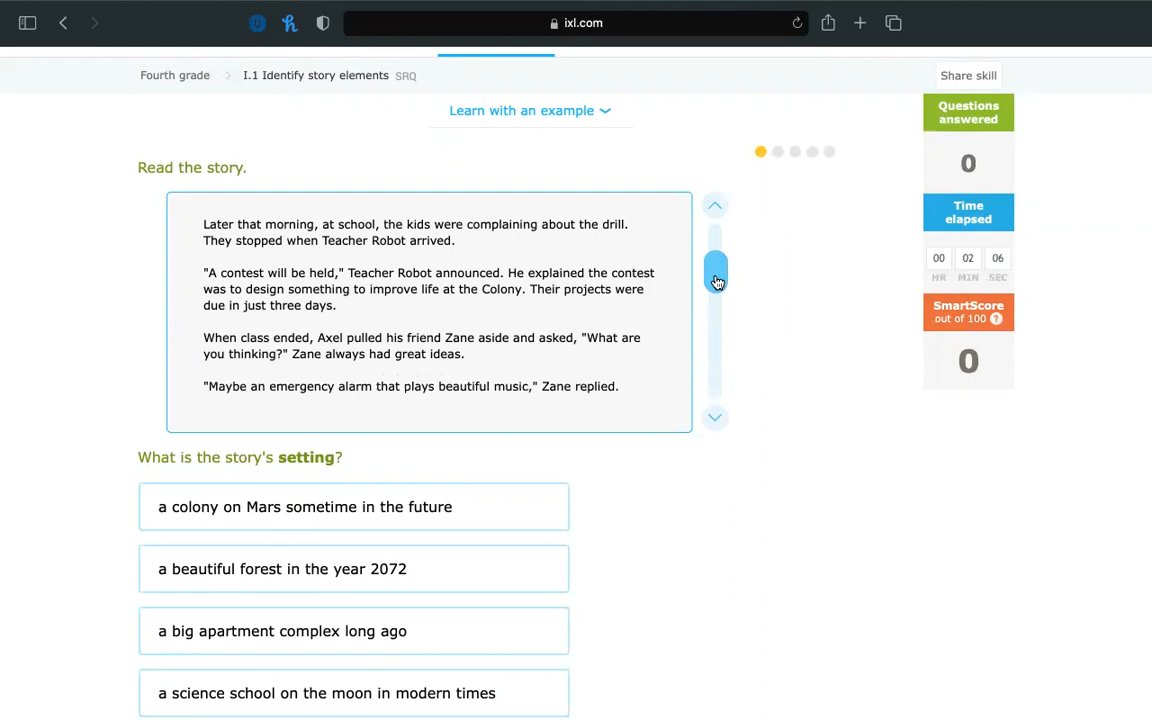 ixl.com
Fourth grade > I.1 Identify story elements SRQ
Share skill
Learn with an example
Questions
answered
0
Time
elapsed
00 02 06
HR MIN SEC
SmartScore
out of 100 ?
0
Read the story.
Later that morning, at school, the kids were complaining about the drill.
They stopped when Teacher Robot arrived.
"A contest will be held," Teacher Robot announced. He explained the contest
was to design something to improve life at the Colony. Their projects were
due in just three days.
When class ended, Axel pulled his friend Zane aside and asked, "What are
you thinking?" Zane always had great ideas.
"Maybe an emergency alarm that plays beautiful music," Zane replied.
What is the story's setting?
a colony on Mars sometime in the future
a beautiful forest in the year 2072
a big apartment complex long ago
a science school on the moon in modern times